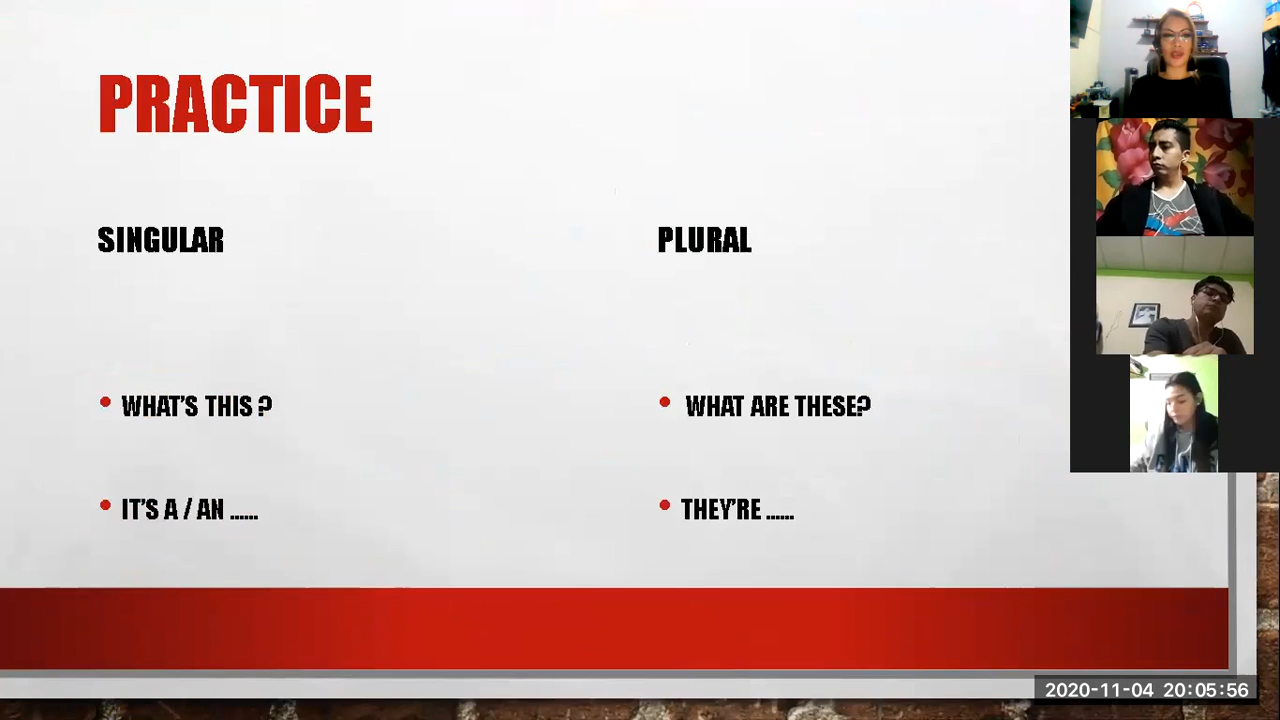 PRACTICE
SINGULAR
PLURAL
• WHAT'S THIS ?
• WHAT ARE THESE?
• IT'S A / AN ......
• THEY'RE ......
2020-11-04 20:05:56